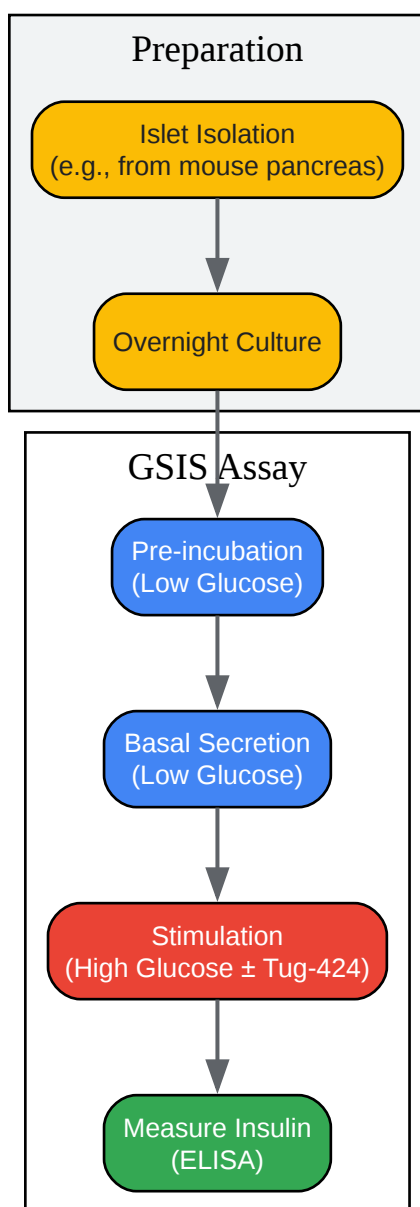 Preparation
Islet Isolation
(e.g., from mouse pancreas)
Overnight Culture
GSIS Assay
Pre-incubation
(Low Glucose)
Basal Secretion
(Low Glucose)
Stimulation
(High Glucose ± Tug-424)
Measure Insulin
(ELISA)